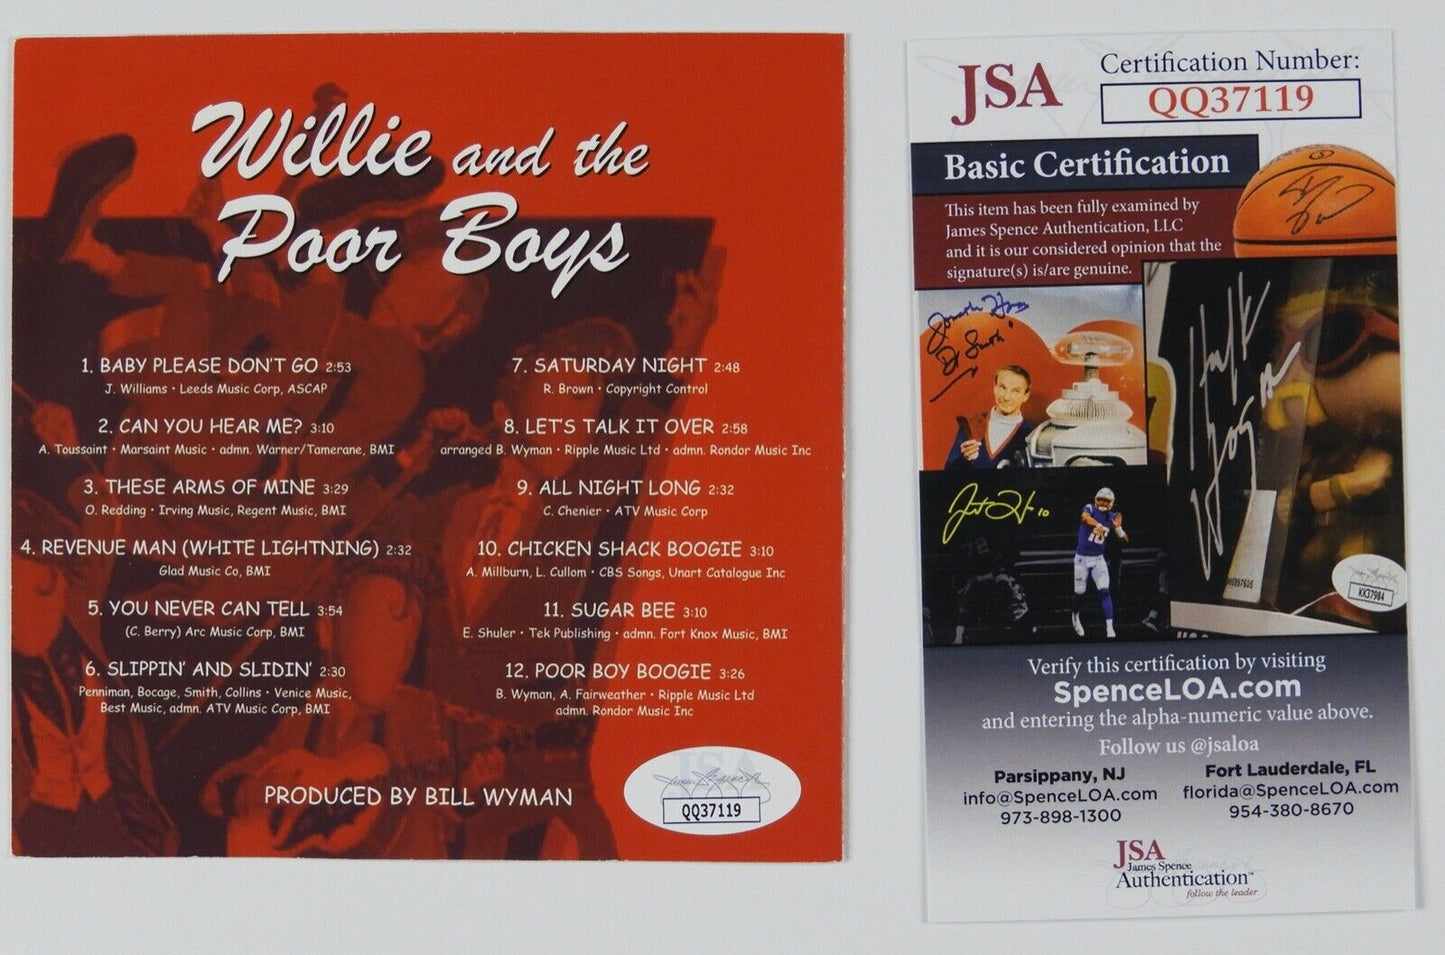 Willie and the
Poor Boys
1. BABY PLEASE DON'T GO 2:53
J. Williams • Leeds Music Corp, ASCAP
2. CAN YOU HEAR ME? 3:10
A. Toussaint • Marsaint Music • admn. Warner/Tamerane, BMI
3. THESE ARMS OF MINE 3:29
O. Redding • Irving Music, Regent Music, BMI
4. REVENUE MAN (WHITE LIGHTNING) 2:32
Glad Music Co, BMI
5. YOU NEVER CAN TELL 3:54
(C. Berry) Arc Music Corp, BMI
6. SLIPPIN' AND SLIDIN' 2:30
Penniman, Bocage, Smith, Collins • Venice Music,
Best Music, admn. ATV Music Corp, BMI
7. SATURDAY NIGHT 2:48
R. Brown • Copyright Control
8. LET'S TALK IT OVER 2:58
arranged B. Wyman • Ripple Music Ltd • admn. Rondor Music Inc
9. ALL NIGHT LONG 2:32
C. Chenier • ATV Music Corp
10. CHICKEN SHACK BOOGIE 3:10
A. Millburn, L. Cullom • CBS Songs, Unart Catalogue Inc
11. SUGAR BEE 3:10
E. Shuler • Tek Publishing • admn. Fort Knox Music, BMI
12. POOR BOY BOOGIE 3:26
B. Wyman, A. Fairweather • Ripple Music Ltd
admn. Rondor Music Inc
PRODUCED BY BILL WYMAN
JSA
QQ37119
JSA
Certification Number:
QQ37119
Basic Certification
This item has been fully examined by
James Spence Authentication, LLC
and it is our considered opinion that the
signature(s) is/are genuine.
Dr Smith
Hulk
Hogan
10
KK37984
Verify this certification by visiting
SpenceLOA.com
and entering the alpha-numeric value above.
Follow us @jsaloa
Parsippany, NJ
info@SpenceLOA.com
973-898-1300
Fort Lauderdale, FL
florida@SpenceLOA.com
954-380-8670
JSA
James Spence
Authentication™
follow the leader